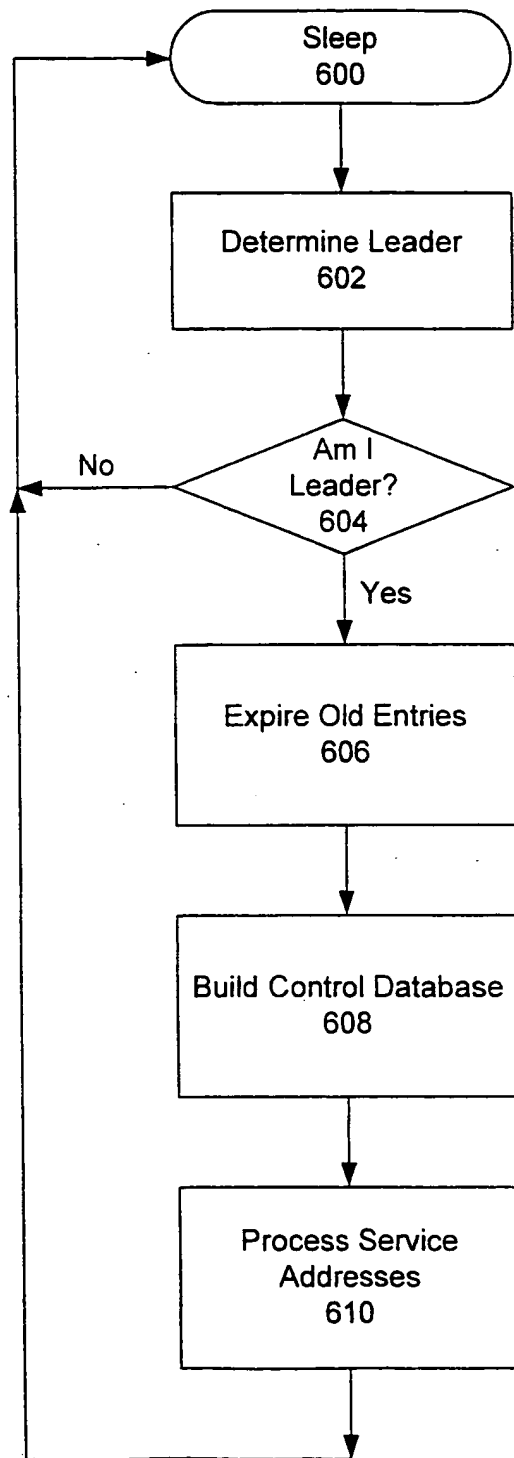 Sleep
600
Determine Leader
602
Am I
Leader?
604
No
Yes
Expire Old Entries
606
Build Control Database
608
Process Service
Addresses
610